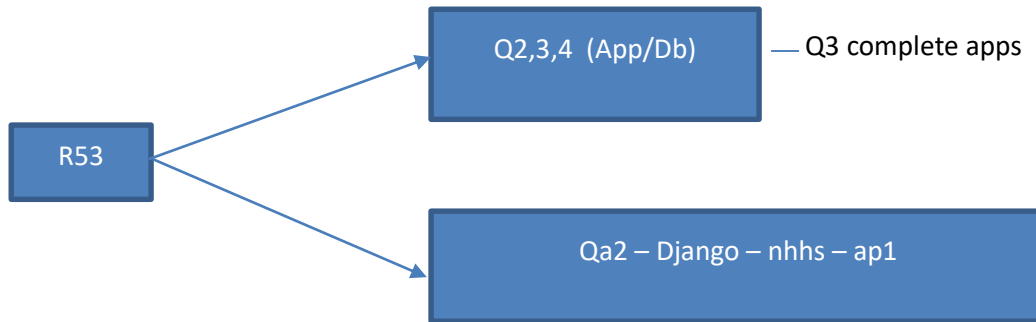 Q2,3,4 (App/Db)
Q3 complete apps
R53
Qa2 – Django – nhhs – ap1